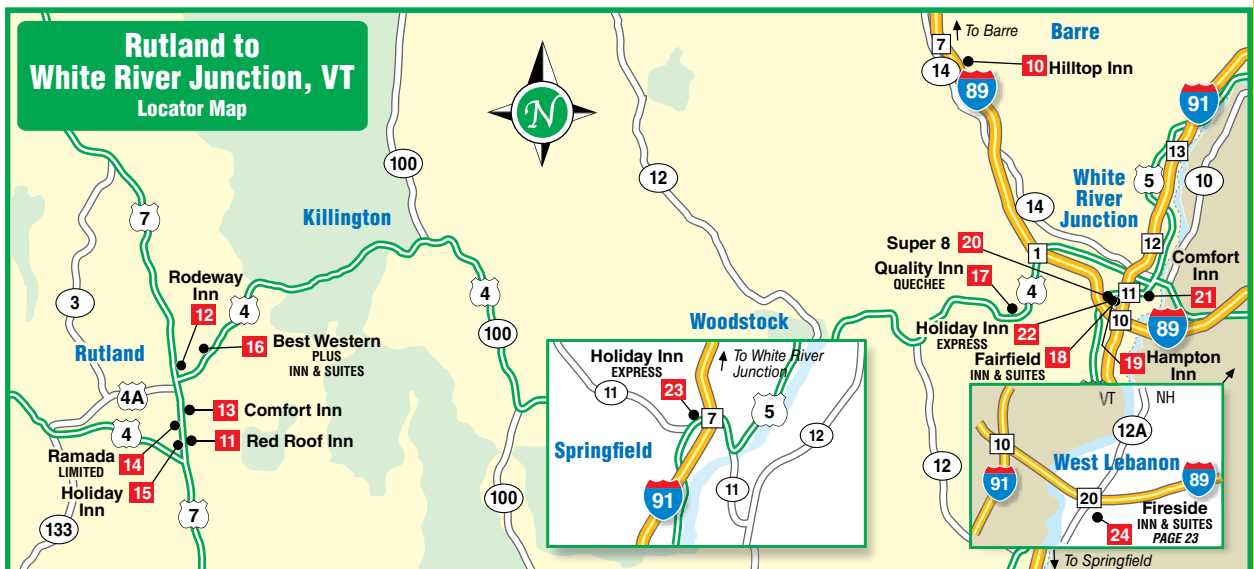 Rutland to
White River Junction, VT
Locator Map
N
To Barre
Barre
7
14
10 Hilltop Inn
89
91
13
5
10
100
12
White
River
Junction
14
7
Killington
Super 8 20
1
12
Comfort
Inn
Quality Inn 17
QUECHEE
4
11
21
Rodeway
Inn
12
4
4
3
Holiday Inn 22
EXPRESS
10
89
Woodstock
Rutland
16 Best Western
PLUS
INN & SUITES
100
Fairfield 18
INN & SUITES
19 Hampton
Inn
4A
13 Comfort Inn
4
11 Red Roof Inn
Ramada 14
LIMITED
Holiday 15
Inn
7
133
100
12
Holiday Inn
EXPRESS
23
To White River
Junction
11
7
5
12
Springfield
11
91
VT NH
12A
10
West Lebanon
91
89
20
Fireside
INN & SUITES
PAGE 23
24
To Springfield